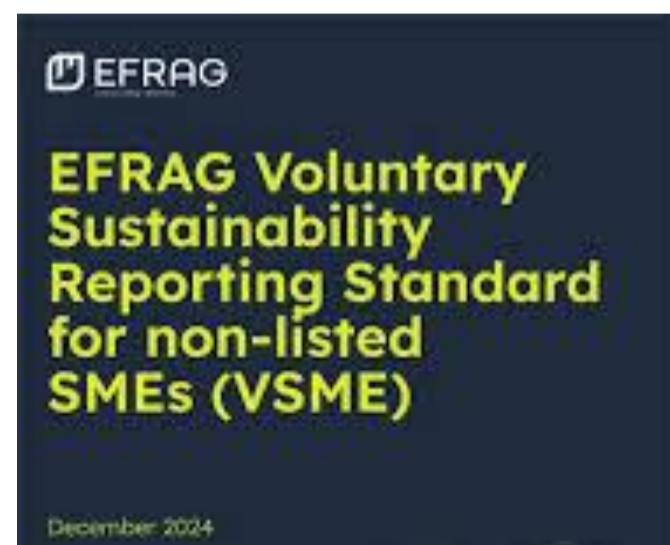 EFRAG
EFRAG Voluntary
Sustainability
Reporting Standard
for non-listed
SMEs (VSME)
December 2024